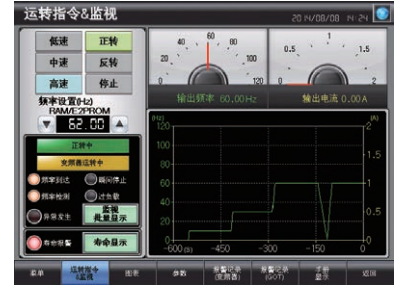 运转指令&监视
20 14/08/08 14:24
低速 正转
中速 反转
高速 停止
频率设置(Hz)
RAM/E2PROM
62.00
正转中
变频器运转中
频率到达 瞬间停止
频率检测 过负载
异常发生 监视
批量显示
寿命报警 寿命显示
0 20 40 60 80 100 120
输出频率 60.00Hz
0 0.5 1 1.5 2
输出电流 0.00A
(Hz) (A)
120 2
100
80 1.5
60 1
40
20 0.5
0 0
-600 (s) -450 -300 -150 0
菜单
运转指令
&监视
图表
参数
报警记录
(变频器)
报警记录
(GOT)
手册
显示
返回